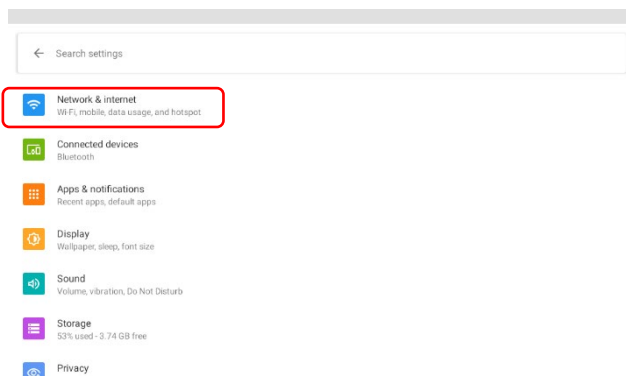 Search settings
Network & internet
Wi-Fi, mobile, data usage, and hotspot
Connected devices
Bluetooth
Apps & notifications
Recent apps, default apps
Display
Wallpaper, sleep, font size
Sound
Volume, vibration, Do Not Disturb
Storage
53% used - 3.74 GB free
Privacy